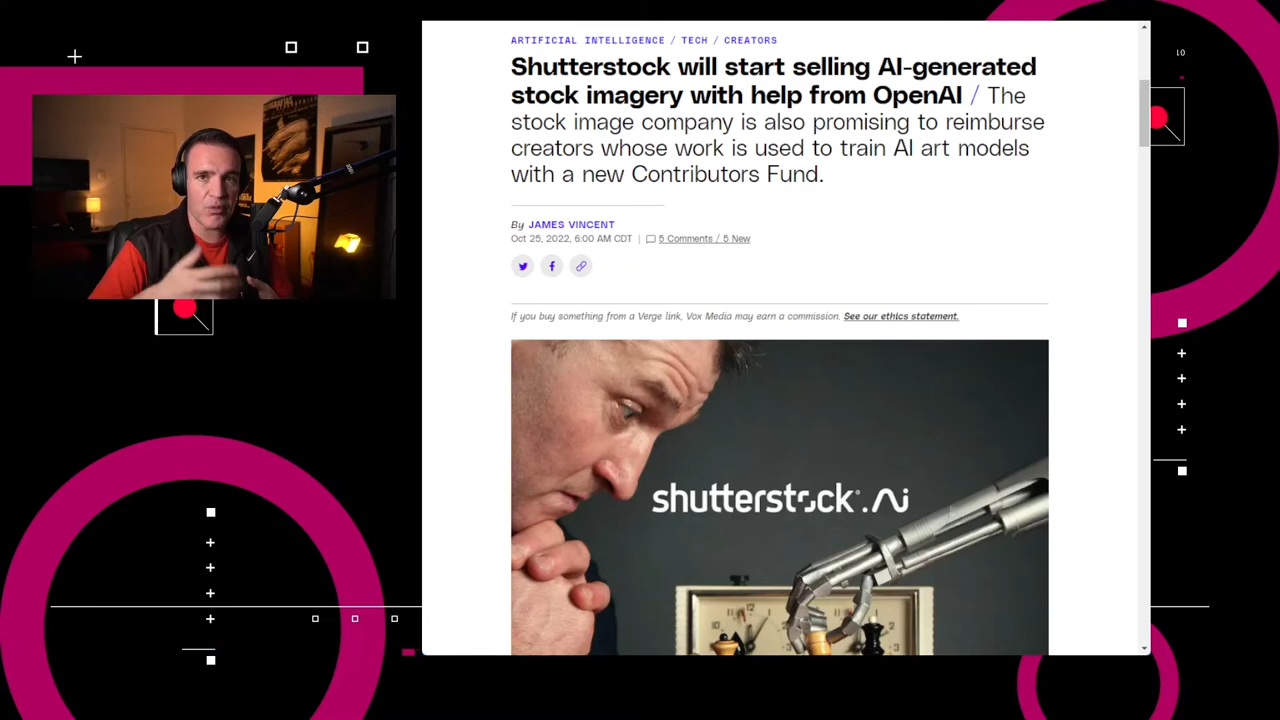 ARTIFICIAL INTELLIGENCE / TECH / CREATORS
Shutterstock will start selling AI-generated
stock imagery with help from OpenAI / The
stock image company is also promising to reimburse
creators whose work is used to train AI art models
with a new Contributors Fund.
By JAMES VINCENT
Oct 25, 2022, 6:00 AM CDT | 5 Comments / 5 New
If you buy something from a Verge link, Vox Media may earn a commission. See our ethics statement.
shutterstock.AI
10